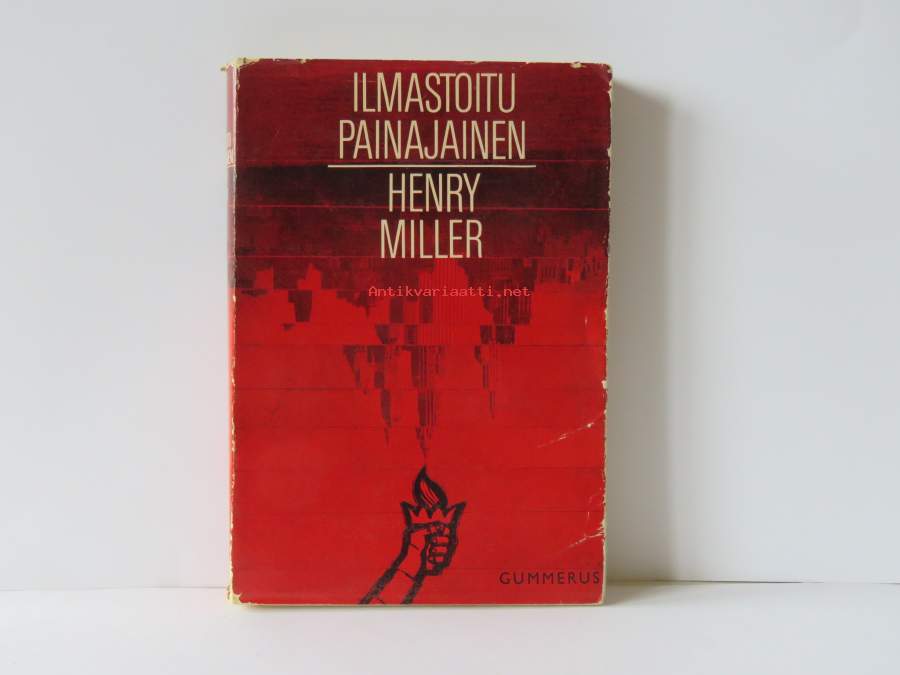 ILMASTOITU
PAINAJAINEN
HENRY
MILLER
Antikvariaatti.net
GUMMERUS